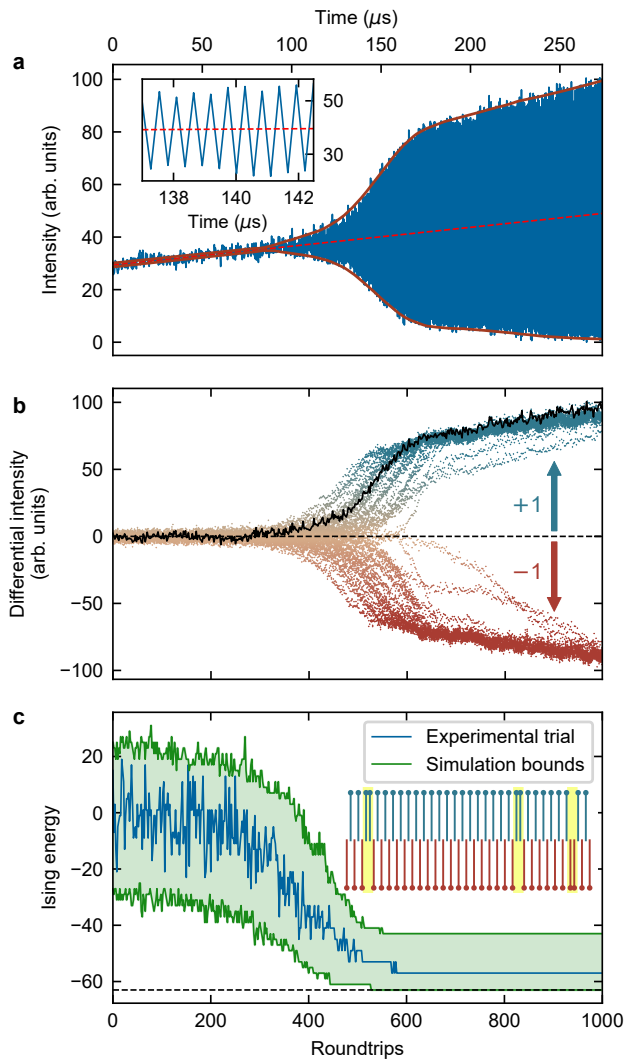 Time (μs)
0 50 100 150 200 250
a
Intensity (arb. units)
100
80
60
40
20
0
50
30
138 140 142
Time (μs)
b
Differential intensity
(arb. units)
100
50
0
−50
−100
+1
−1
c
Ising energy
20
0
−20
−40
−60
Experimental trial
Simulation bounds
0 200 400 600 800 1000
Roundtrips